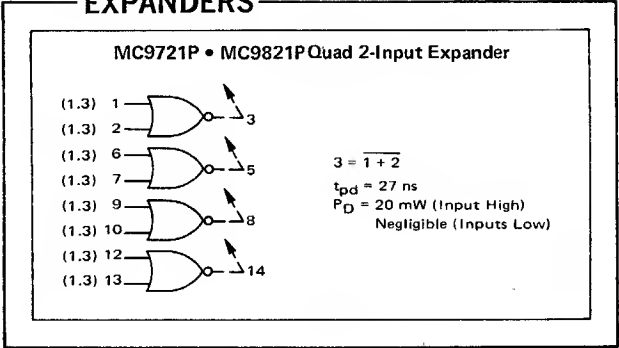 EXPANDERS
MC9721P • MC9821P Quad 2-Input Expander
(1.3) 1
(1.3) 2
3
(1.3) 6
(1.3) 7
5
(1.3) 9
(1.3) 10
8
(1.3) 12
(1.3) 13
14
3 = \overline{1 + 2}
tpd = 27 ns
PD = 20 mW (Input High)
Negligible (Inputs Low)